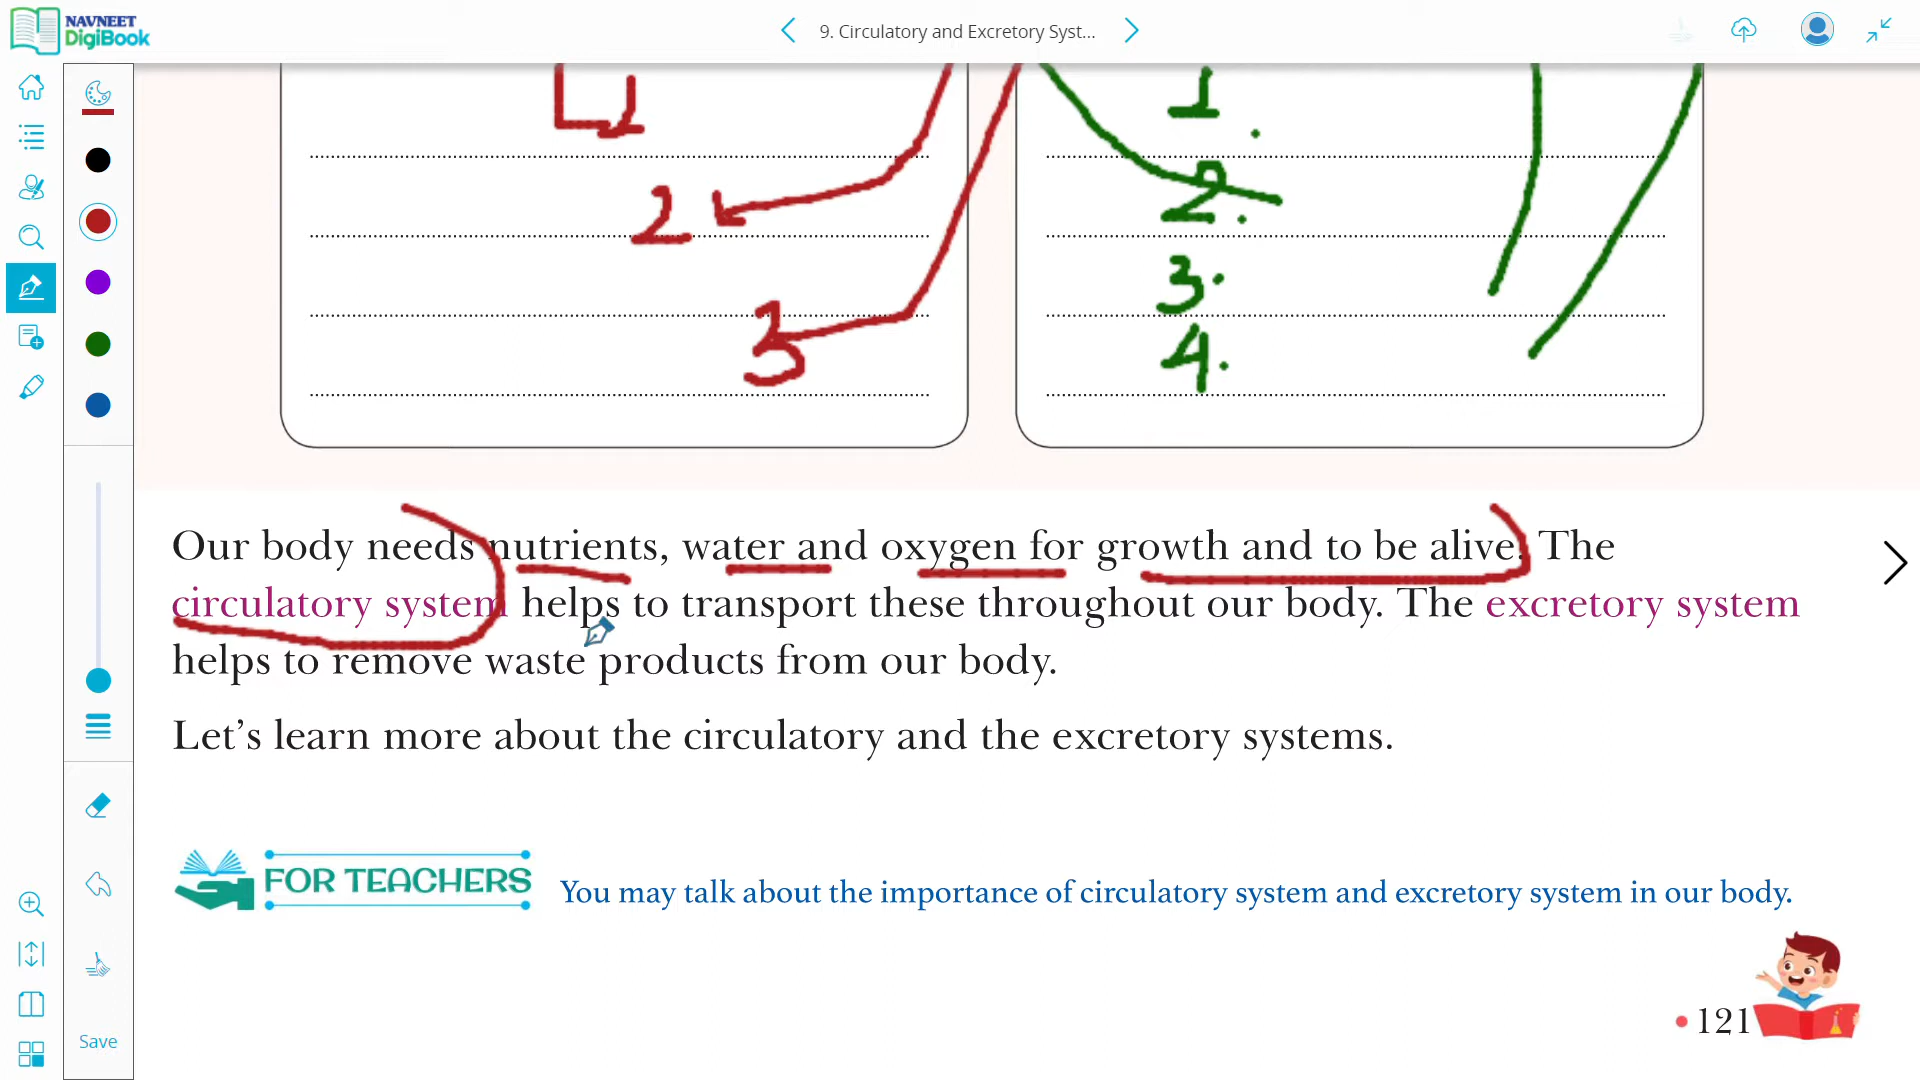 NAVNEET
DigiBook
9. Circulatory and Excretory Syst...
1
2
3
1.
2.
3.
4.
Our body needs nutrients, water and oxygen for growth and to be alive. The
circulatory system helps to transport these throughout our body. The excretory system
helps to remove waste products from our body.
Let’s learn more about the circulatory and the excretory systems.
FOR TEACHERS
You may talk about the importance of circulatory system and excretory system in our body.
Save
121